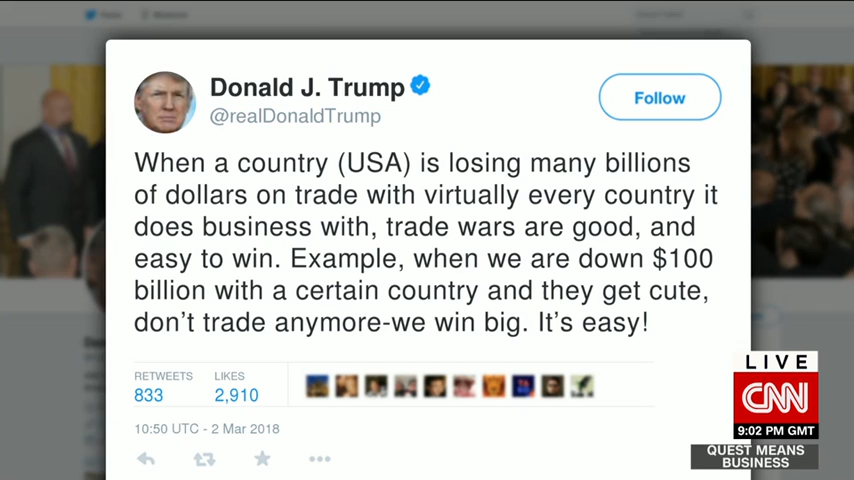 Donald J. Trump
@realDonaldTrump
Follow
When a country (USA) is losing many billions
of dollars on trade with virtually every country it
does business with, trade wars are good, and
easy to win. Example, when we are down $100
billion with a certain country and they get cute,
don’t trade anymore-we win big. It’s easy!
RETWEETS
LIKES
833
2,910
10:50 UTC - 2 Mar 2018
LIVE
CNN
9:02 PM GMT
QUEST MEANS
BUSINESS